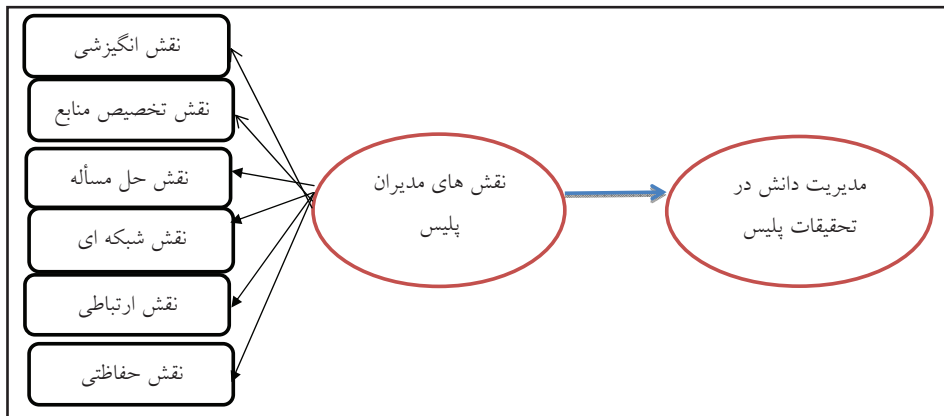 نقش انگیزشی
نقش تخصیص منابع
نقش حل مسأله
نقش شبکه ای
نقش ارتباطی
نقش حفاظتی
نقش های مدیران
پلیس
مدیریت دانش در
تحقیقات پلیس